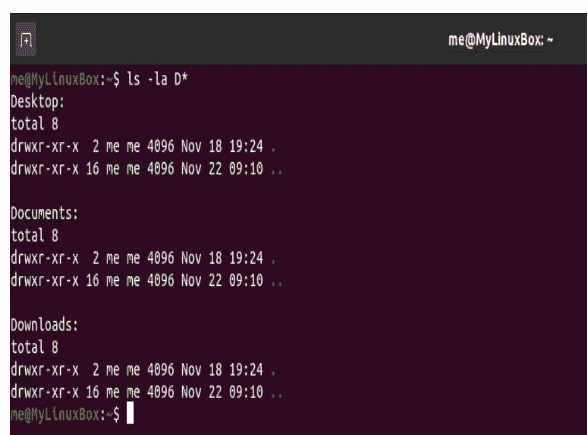 me@MyLinuxBox: ~
me@MyLinuxBox:~$ ls -la D*
Desktop:
total 8
drwxr-xr-x  2 me me 4096 Nov 18 19:24 .
drwxr-xr-x 16 me me 4096 Nov 22 09:10 ..

Documents:
total 8
drwxr-xr-x  2 me me 4096 Nov 18 19:24 .
drwxr-xr-x 16 me me 4096 Nov 22 09:10 ..

Downloads:
total 8
drwxr-xr-x  2 me me 4096 Nov 18 19:24 .
drwxr-xr-x 16 me me 4096 Nov 22 09:10 ..
me@MyLinuxBox:~$